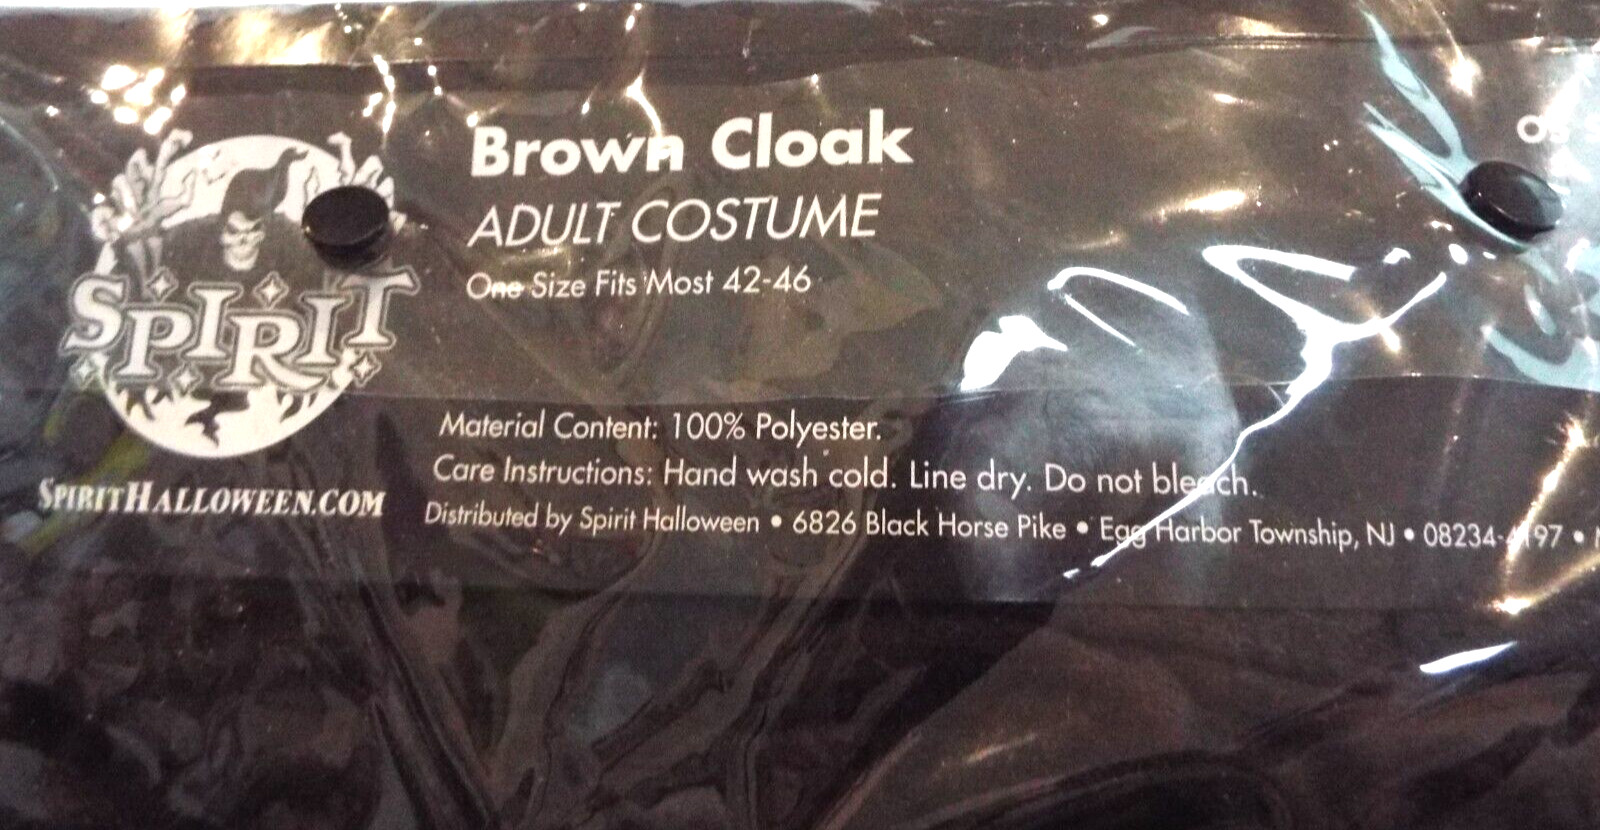 Brown Cloak
ADULT COSTUME
One Size Fits Most 42-46
SPIRIT
SPIRITHALLOWEEN.COM
Material Content: 100% Polyester.
Care Instructions: Hand wash cold. Line dry. Do not bleach.
Distributed by Spirit Halloween • 6826 Black Horse Pike • Egg Harbor Township, NJ • 08234-4197 •